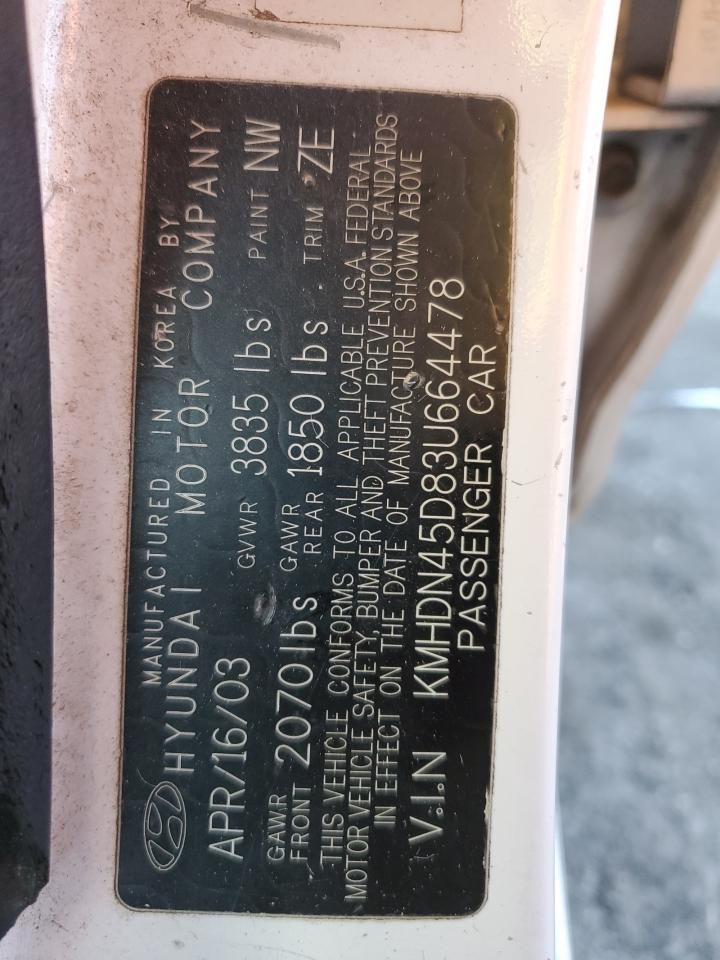 MANUFACTURED IN KOREA BY
HYUNDAI MOTOR COMPANY
APR/16/03 GVWR 3835 lbs PAINT NW
GAWR FRONT 2070 lbs GAWR REAR 1850 lbs TRIM ZE
THIS VEHICLE CONFORMS TO ALL APPLICABLE U.S.A. FEDERAL
MOTOR VEHICLE SAFETY, BUMPER AND THEFT PREVENTION STANDARDS
IN EFFECT ON THE DATE OF MANUFACTURE SHOWN ABOVE
V.I.N KMHDN45D83U664478
PASSENGER CAR